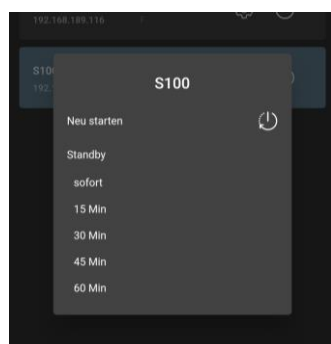 192.168.189.116
S100
Neu starten
Standby
sofort
15 Min
30 Min
45 Min
60 Min